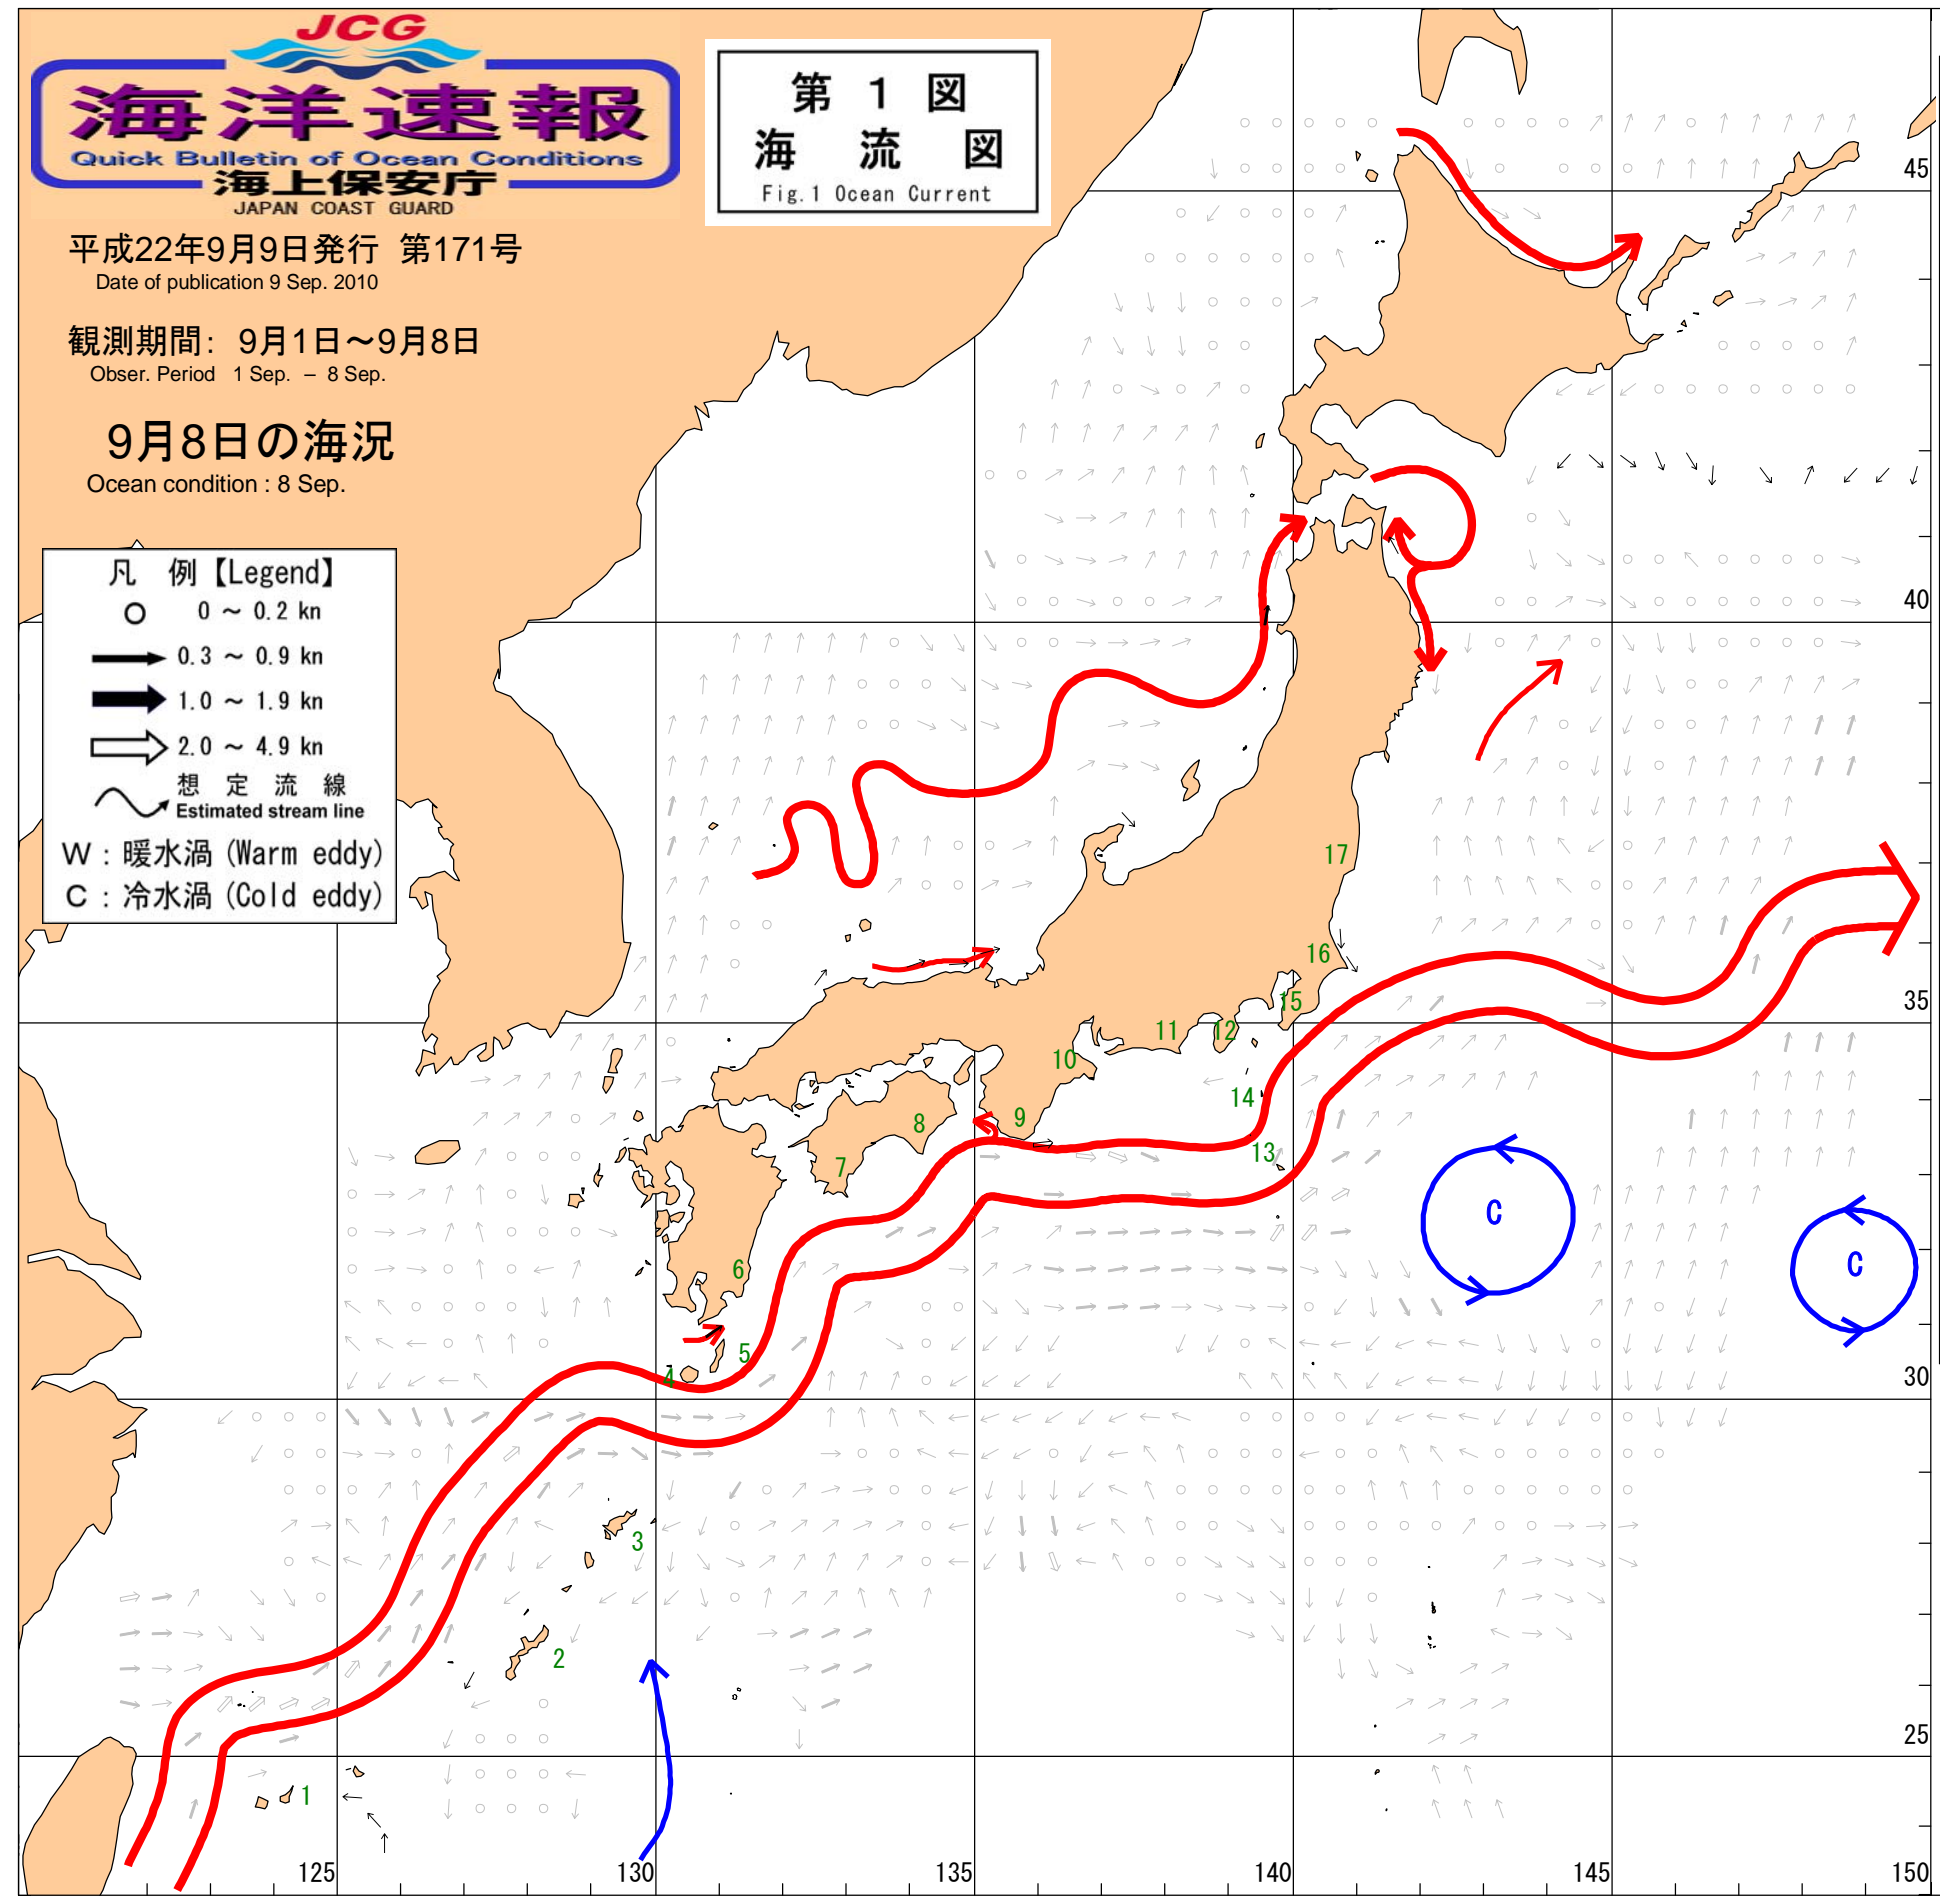 JCG
海洋速報
Quick Bulletin of Ocean Conditions
海上保安庁
JAPAN COAST GUARD
第 1 図
海 流 図
Fig.1 Ocean Current
平成22年9月9日発行 第171号
Date of publication 9 Sep. 2010
観測期間： 9月1日～9月8日
Obser. Period 1 Sep. – 8 Sep.
9月8日の海況
Ocean condition : 8 Sep.
凡 例【Legend】
0 ～ 0.2 kn
0.3 ～ 0.9 kn
1.0 ～ 1.9 kn
2.0 ～ 4.9 kn
想 定 流 線
Estimated stream line
W : 暖水渦 (Warm eddy)
C : 冷水渦 (Cold eddy)
45
40
17
16
35
15
11
12
10
14
9
8
13
7
C
C
6
5
4
30
3
2
25
1
125
130
135
140
145
150